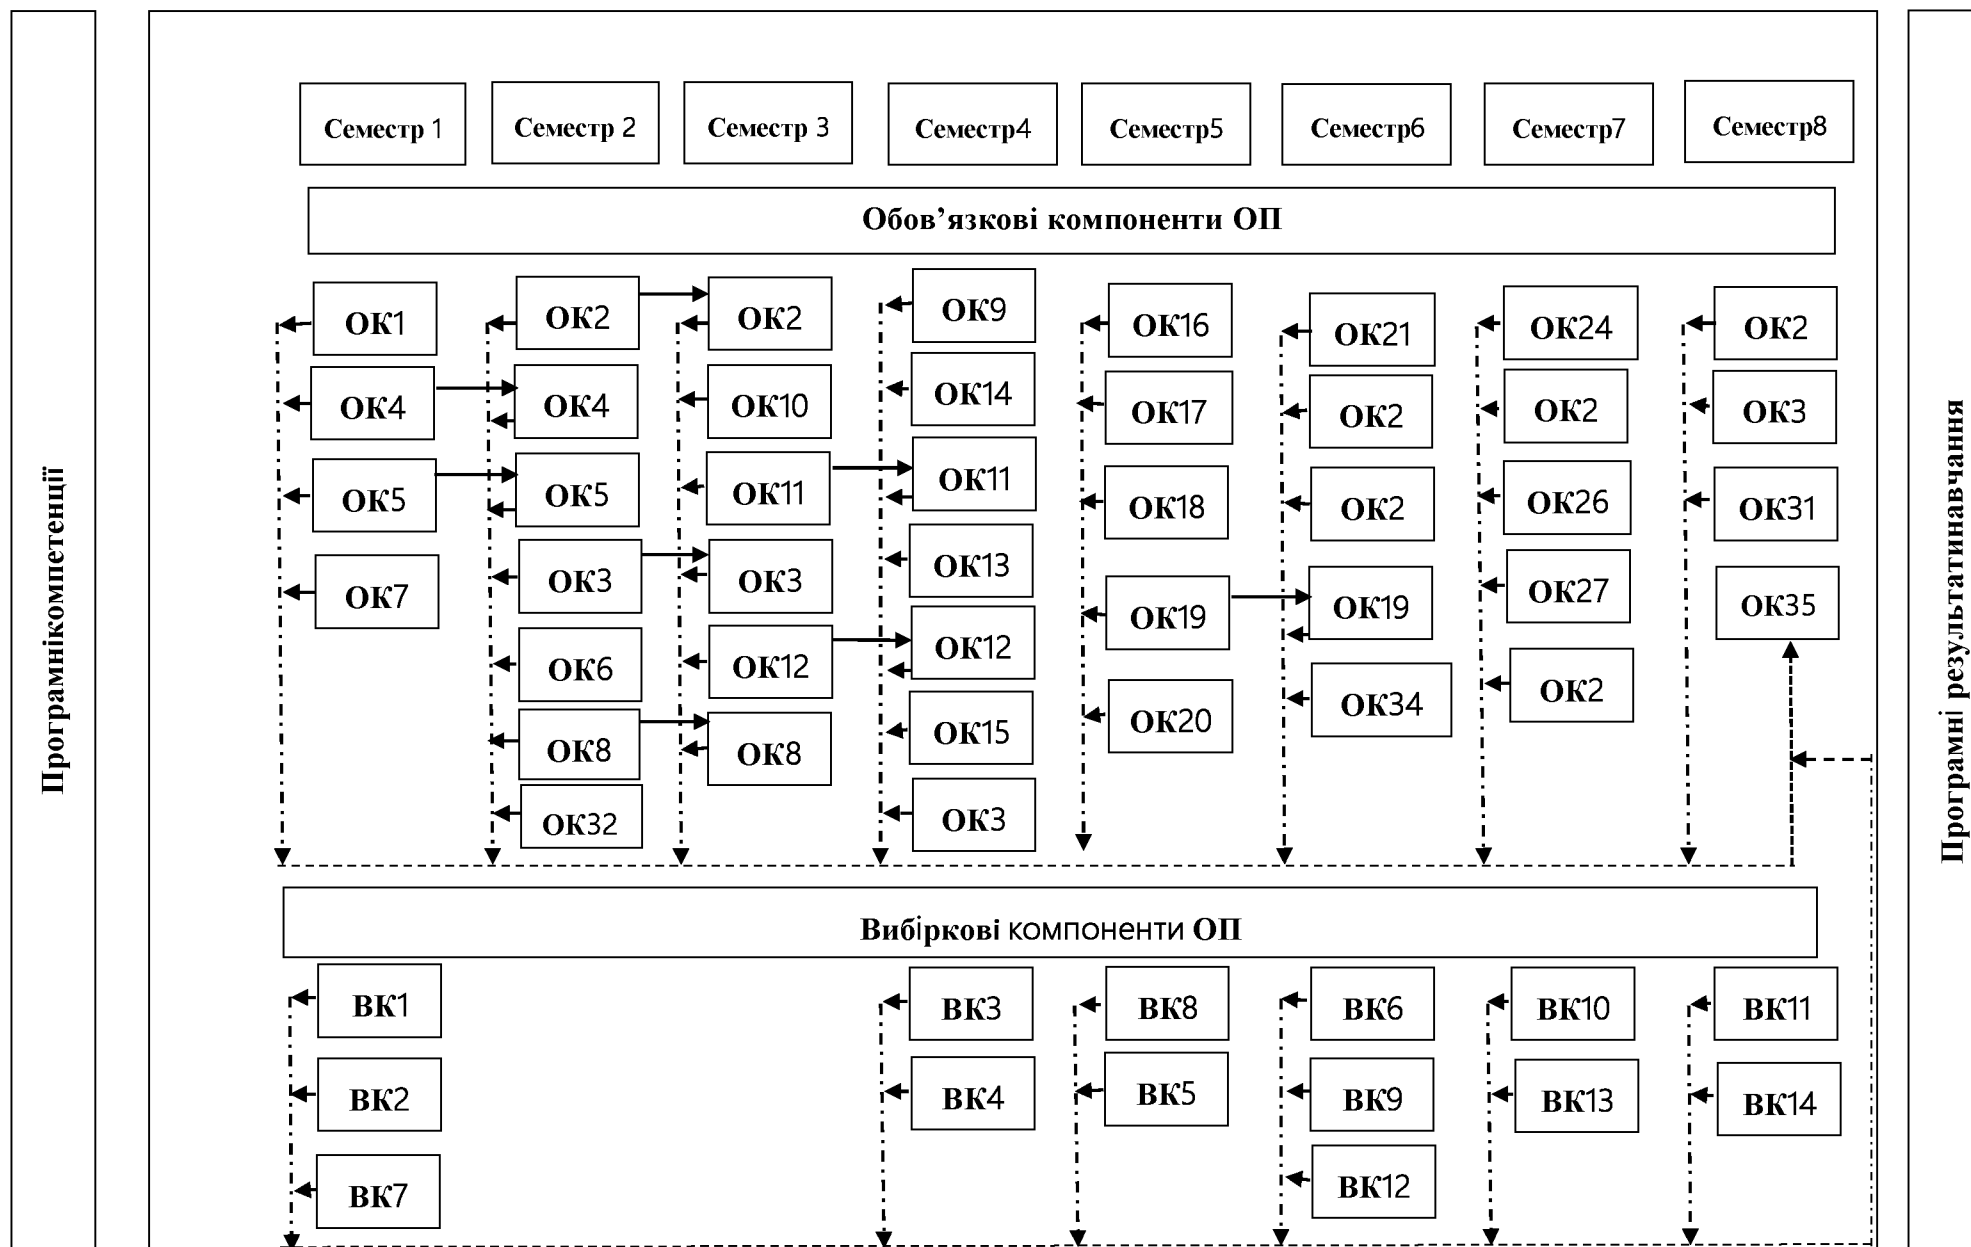 Програмнікомпетенції
Семестр 1
Семестр 2
Семестр 3
Семестр4
Семестр5
Семестр6
Семестр7
Семестр8
Обов’язкові компоненти ОП
ОК1
ОК4
ОК5
ОК7
ОК2
ОК4
ОК5
ОК3
ОК6
ОК8
ОК32
ОК2
ОК10
ОК11
ОК3
ОК12
ОК8
ОК9
ОК14
ОК11
ОК13
ОК12
ОК15
ОК3
ОК16
ОК17
ОК18
ОК19
ОК20
ОК21
ОК2
ОК2
ОК19
ОК34
ОК24
ОК2
ОК26
ОК27
ОК2
ОК2
ОК3
ОК31
ОК35
Вибіркові компоненти ОП
ВК1
ВК2
ВК7
ВК3
ВК4
ВК8
ВК5
ВК6
ВК9
ВК12
ВК10
ВК13
ВК11
ВК14
Програмні результатинавчання